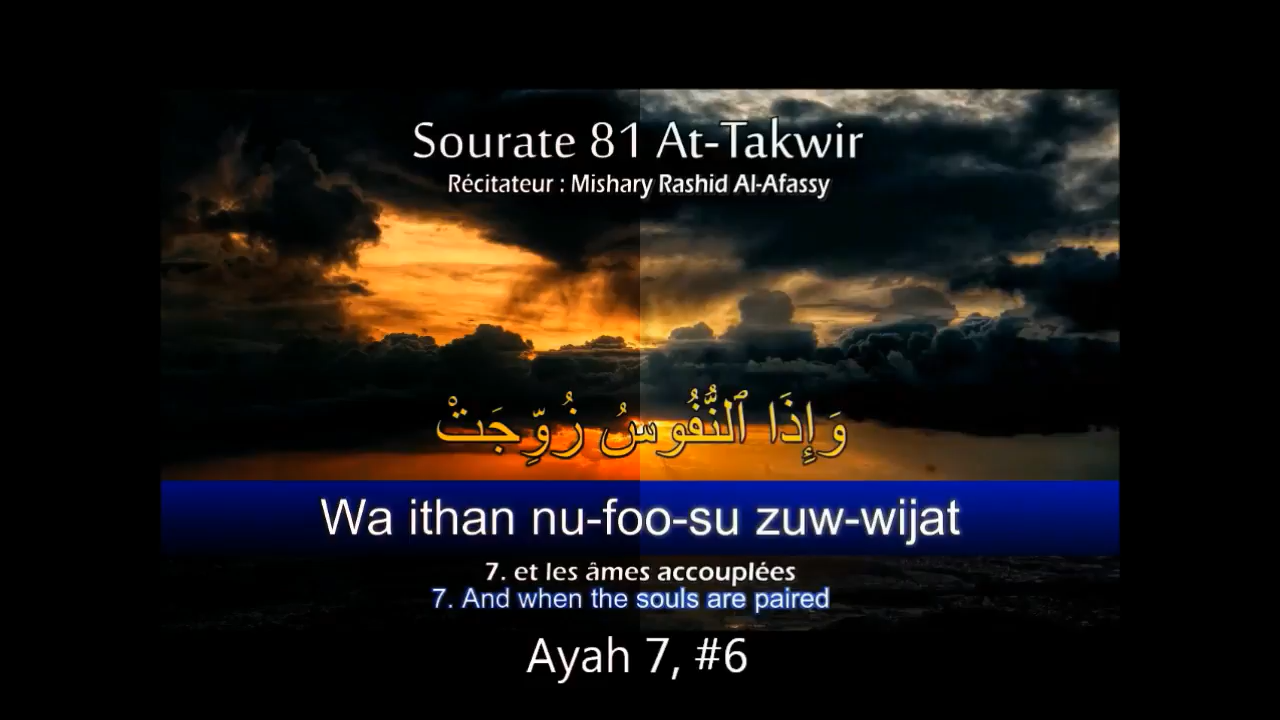 Sourate 81 At-Takwir
Récitateur : Mishary Rashid Al-Afassy
وَإِذَا ٱلنُّفُوسُ زُوِّجَتْ
Wa ithan nu-foo-su zuw-wijat
7. et les âmes accouplées
7. And when the souls are paired
Ayah 7, #6